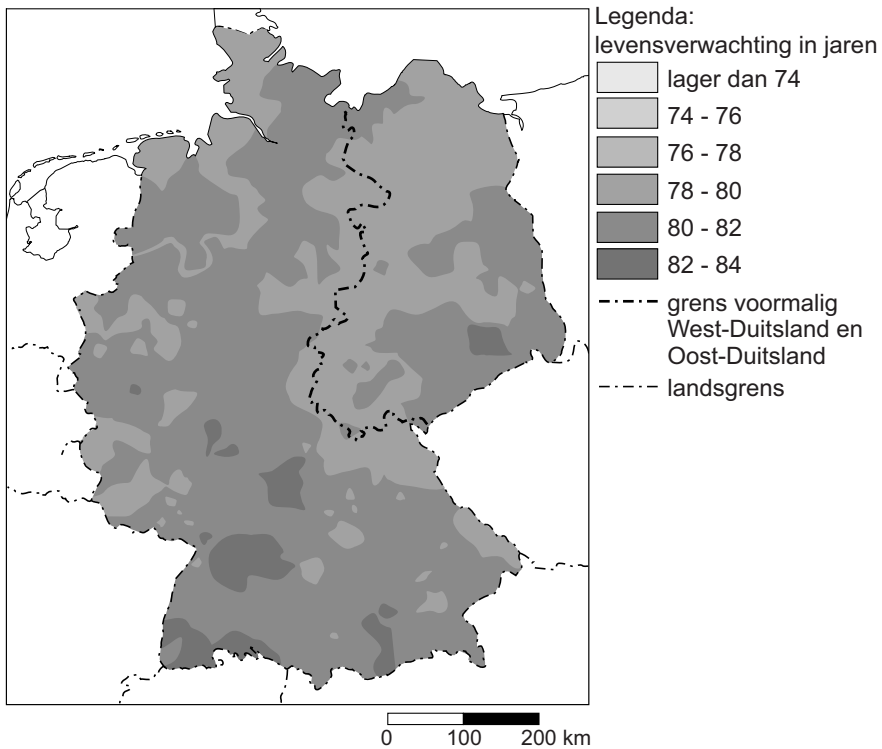 Legenda:
levensverwachting in jaren
lager dan 74
74 - 76
76 - 78
78 - 80
80 - 82
82 - 84
grens voormalig
West-Duitsland en
Oost-Duitsland
landsgrens
0 100 200 km